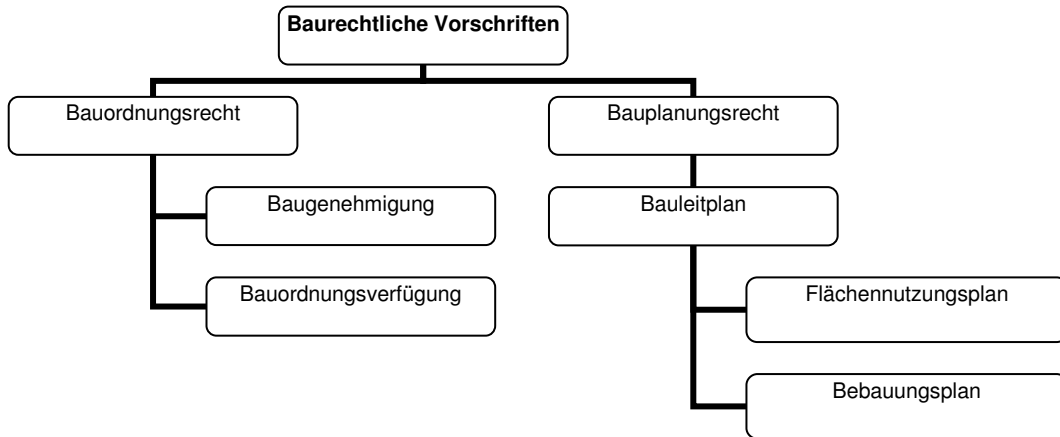 Baurechtliche Vorschriften
Bauordnungsrecht
Bauplanungsrecht
Baugenehmigung
Bauleitplan
Bauordnungsverfügung
Flächennutzungsplan
Bebauungsplan